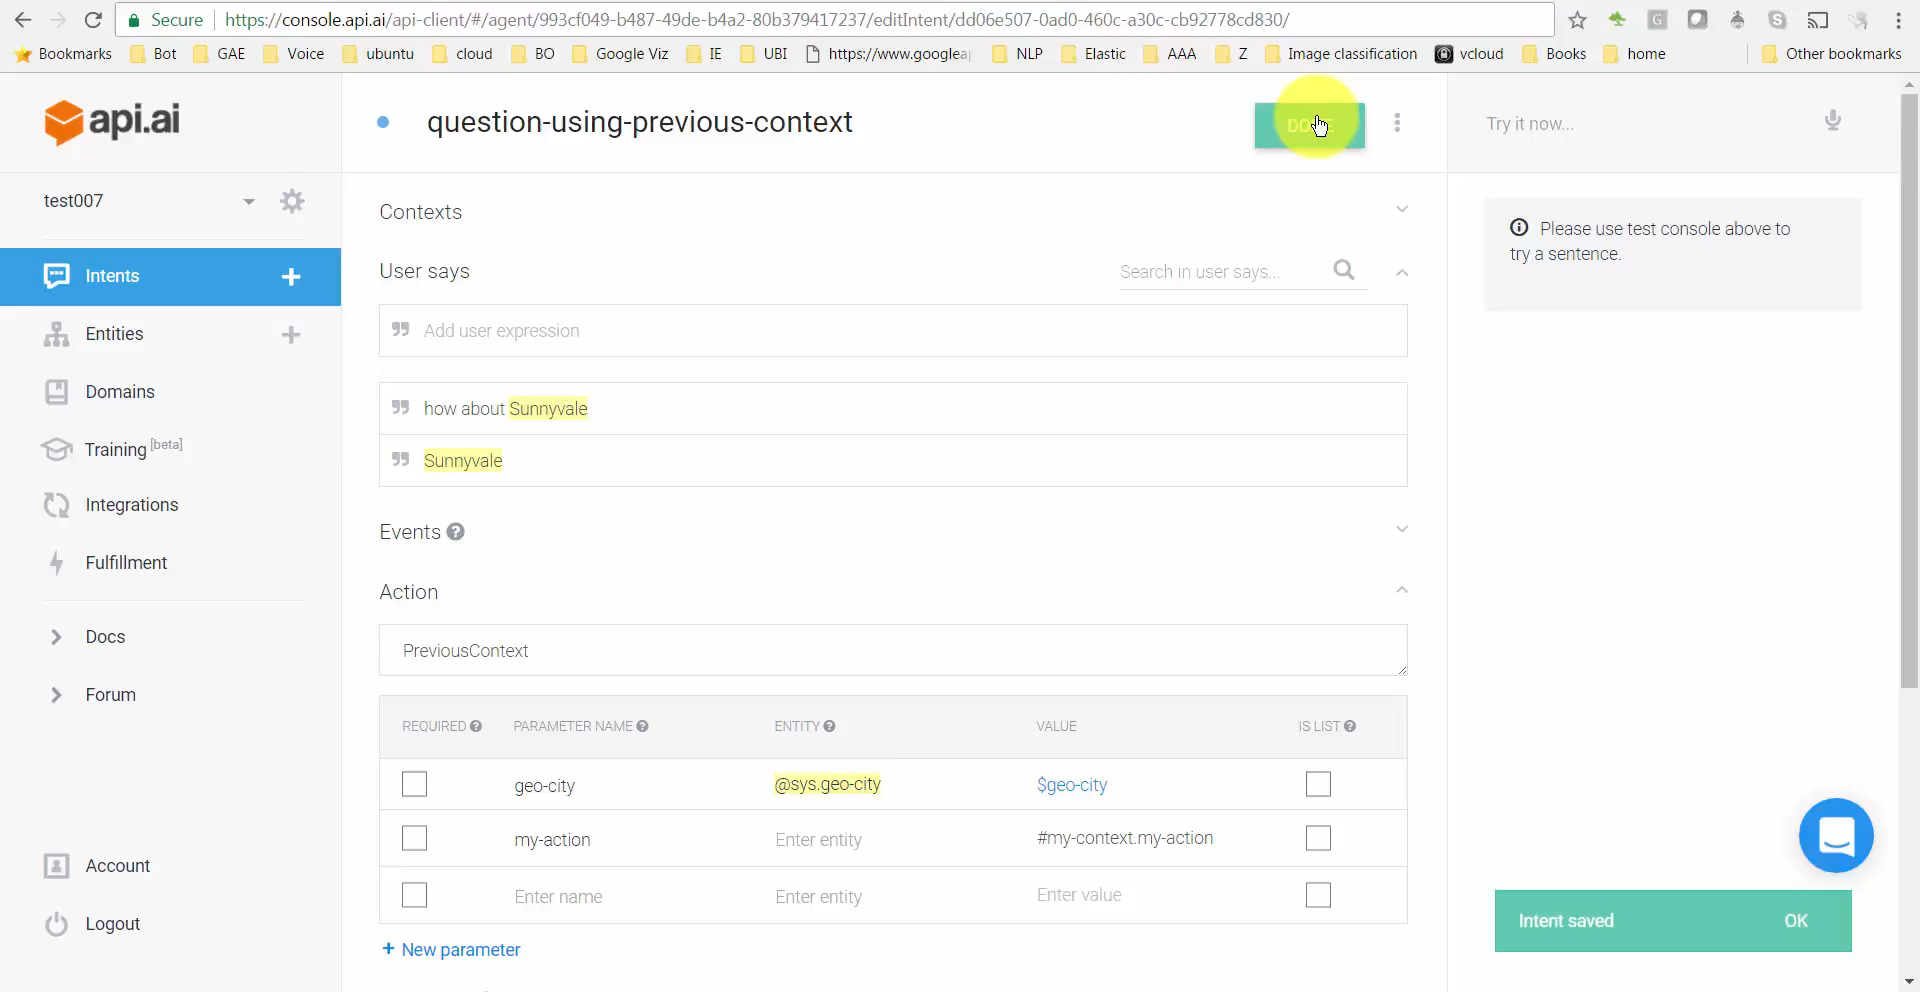 Secure
https://console.api.ai/api-client/#/agent/993cf049-b487-49de-b4a2-80b379417237/editIntent/dd06e507-0ad0-460c-a30c-cb92778cd830/
Bookmarks Bot GAE Voice ubuntu cloud BO Google Viz IE UBI https://www.googleap NLP Elastic AAA Z Image classification vcloud Books home Other bookmarks
api.ai
question-using-previous-context
Try it now...
test007
Intents
Entities
Domains
Training [beta]
Integrations
Fulfillment
Docs
Forum
Account
Logout
Contexts
User says
Search in user says...
Add user expression
how about Sunnyvale
Sunnyvale
Events
Action
PreviousContext
REQUIRED PARAMETER NAME ENTITY VALUE IS LIST
geo-city @sys.geo-city $geo-city
my-action Enter entity #my-context.my-action
Enter name Enter entity Enter value
+ New parameter
Please use test console above to
try a sentence.
Intent saved OK